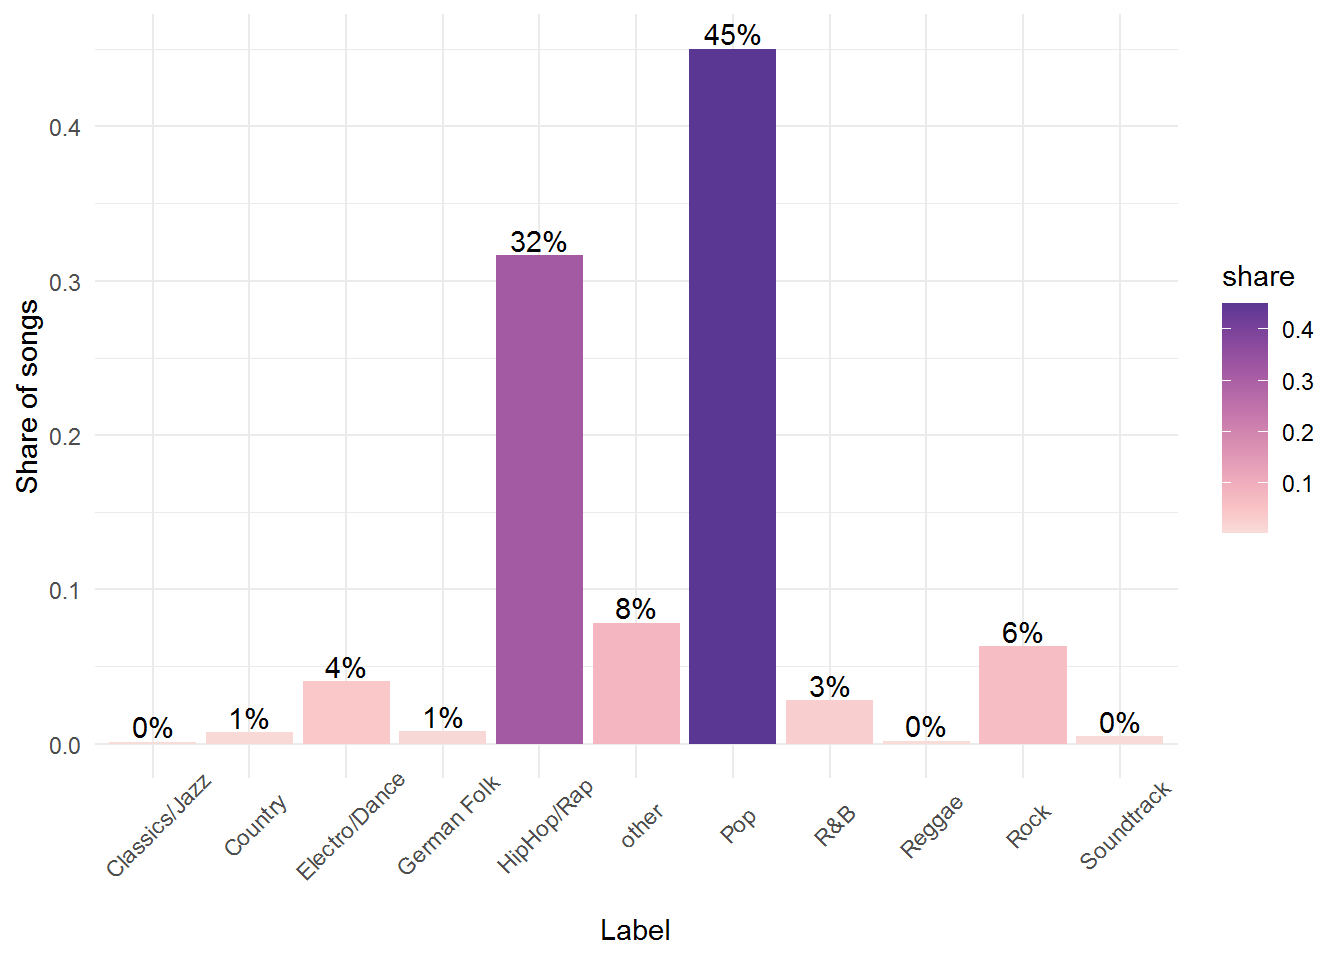 45%
0.4
32%
0.3
share
0.4
0.3
0.2
0.1
Share of songs
0.2
0.1
8%
6%
4%
3%
1%
1%
0%
0%
0%
0.0
Classics/Jazz
Country
Electro/Dance
German Folk
HipHop/Rap
other
Pop
R&B
Reggae
Rock
Soundtrack
Label